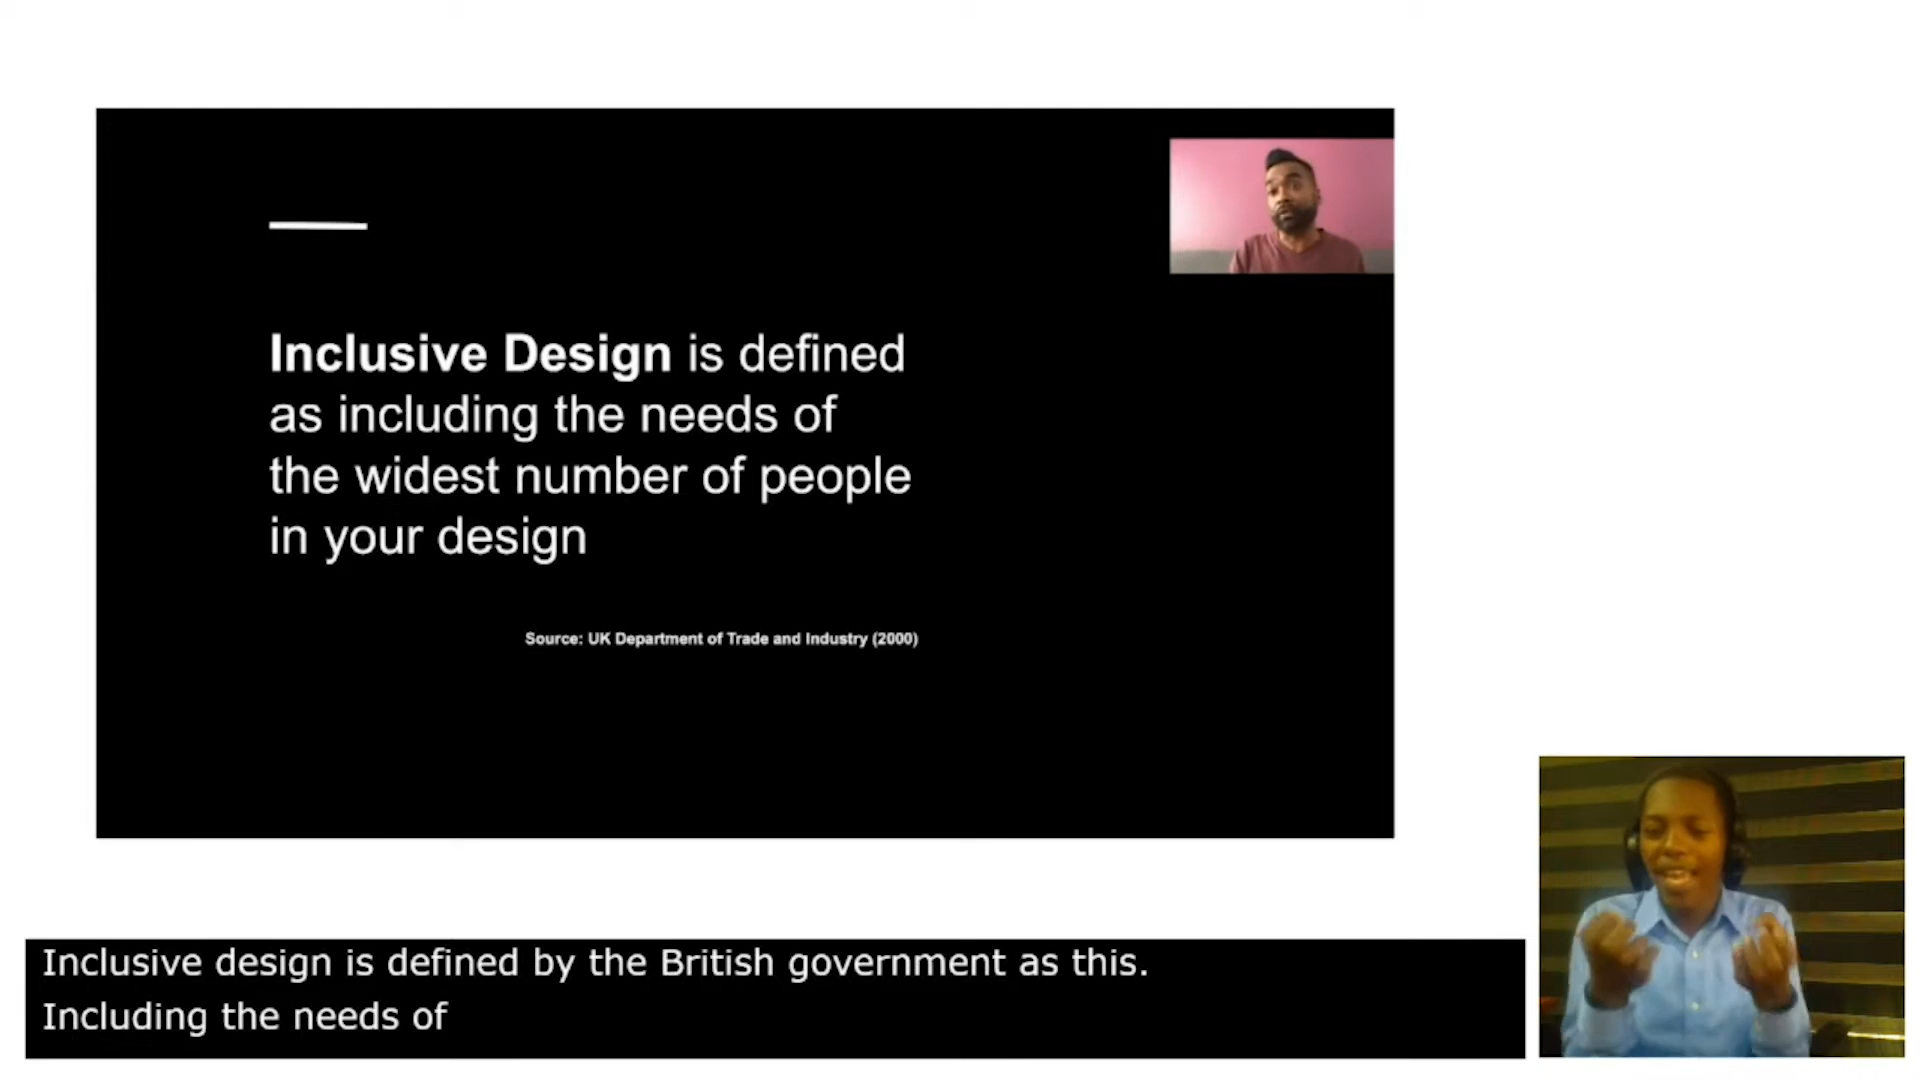 Inclusive Design is defined
as including the needs of
the widest number of people
in your design
Source: UK Department of Trade and Industry (2000)
Inclusive design is defined by the British government as this.
Including the needs of